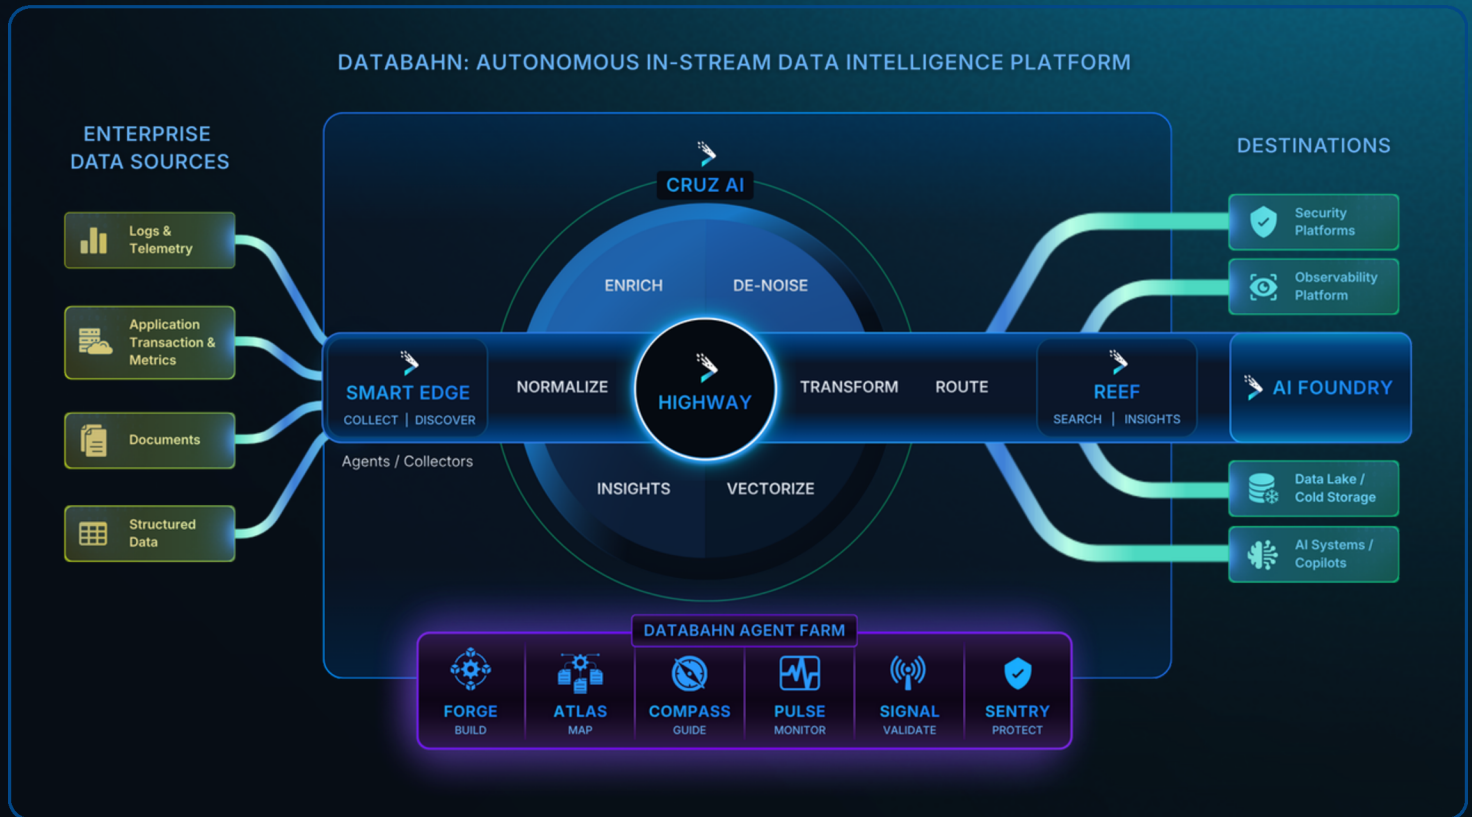 DATABAHN: AUTONOMOUS IN-STREAM DATA INTELLIGENCE PLATFORM
ENTERPRISE
DATA SOURCES
Logs &
Telemetry
Application
Transaction &
Metrics
Documents
Structured
Data
CRUZ AI
ENRICH
DE-NOISE
SMART EDGE
COLLECT | DISCOVER
Agents / Collectors
NORMALIZE
HIGHWAY
TRANSFORM
ROUTE
REEF
SEARCH | INSIGHTS
INSIGHTS
VECTORIZE
DESTINATIONS
Security
Platforms
Observability
Platform
AI FOUNDRY
Data Lake /
Cold Storage
AI Systems /
Copilots
DATABAHN AGENT FARM
FORGE
BUILD
ATLAS
MAP
COMPASS
GUIDE
PULSE
MONITOR
SIGNAL
VALIDATE
SENTRY
PROTECT